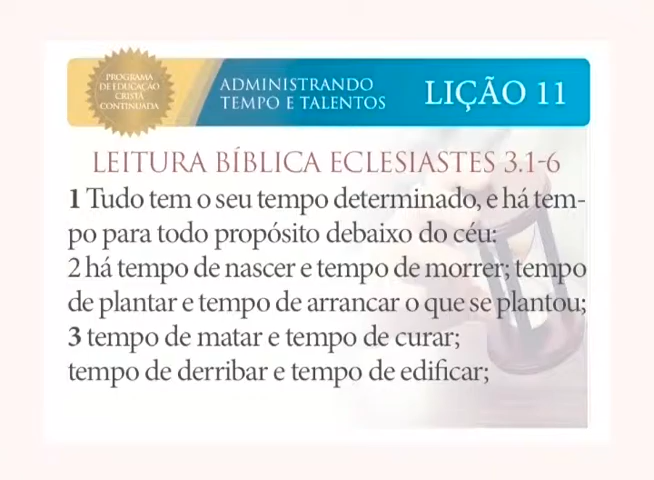 PROGRAMA
DE EDUCAÇÃO
CRISTÃ
CONTINUADA
ADMINISTRANDO
TEMPO E TALENTOS
LIÇÃO 11
LEITURA BÍBLICA ECLESIASTES 3.1-6
1 Tudo tem o seu tempo determinado, e há tem-
po para todo propósito debaixo do céu:
2 há tempo de nascer e tempo de morrer; tempo
de plantar e tempo de arrancar o que se plantou;
3 tempo de matar e tempo de curar;
tempo de derribar e tempo de edificar;